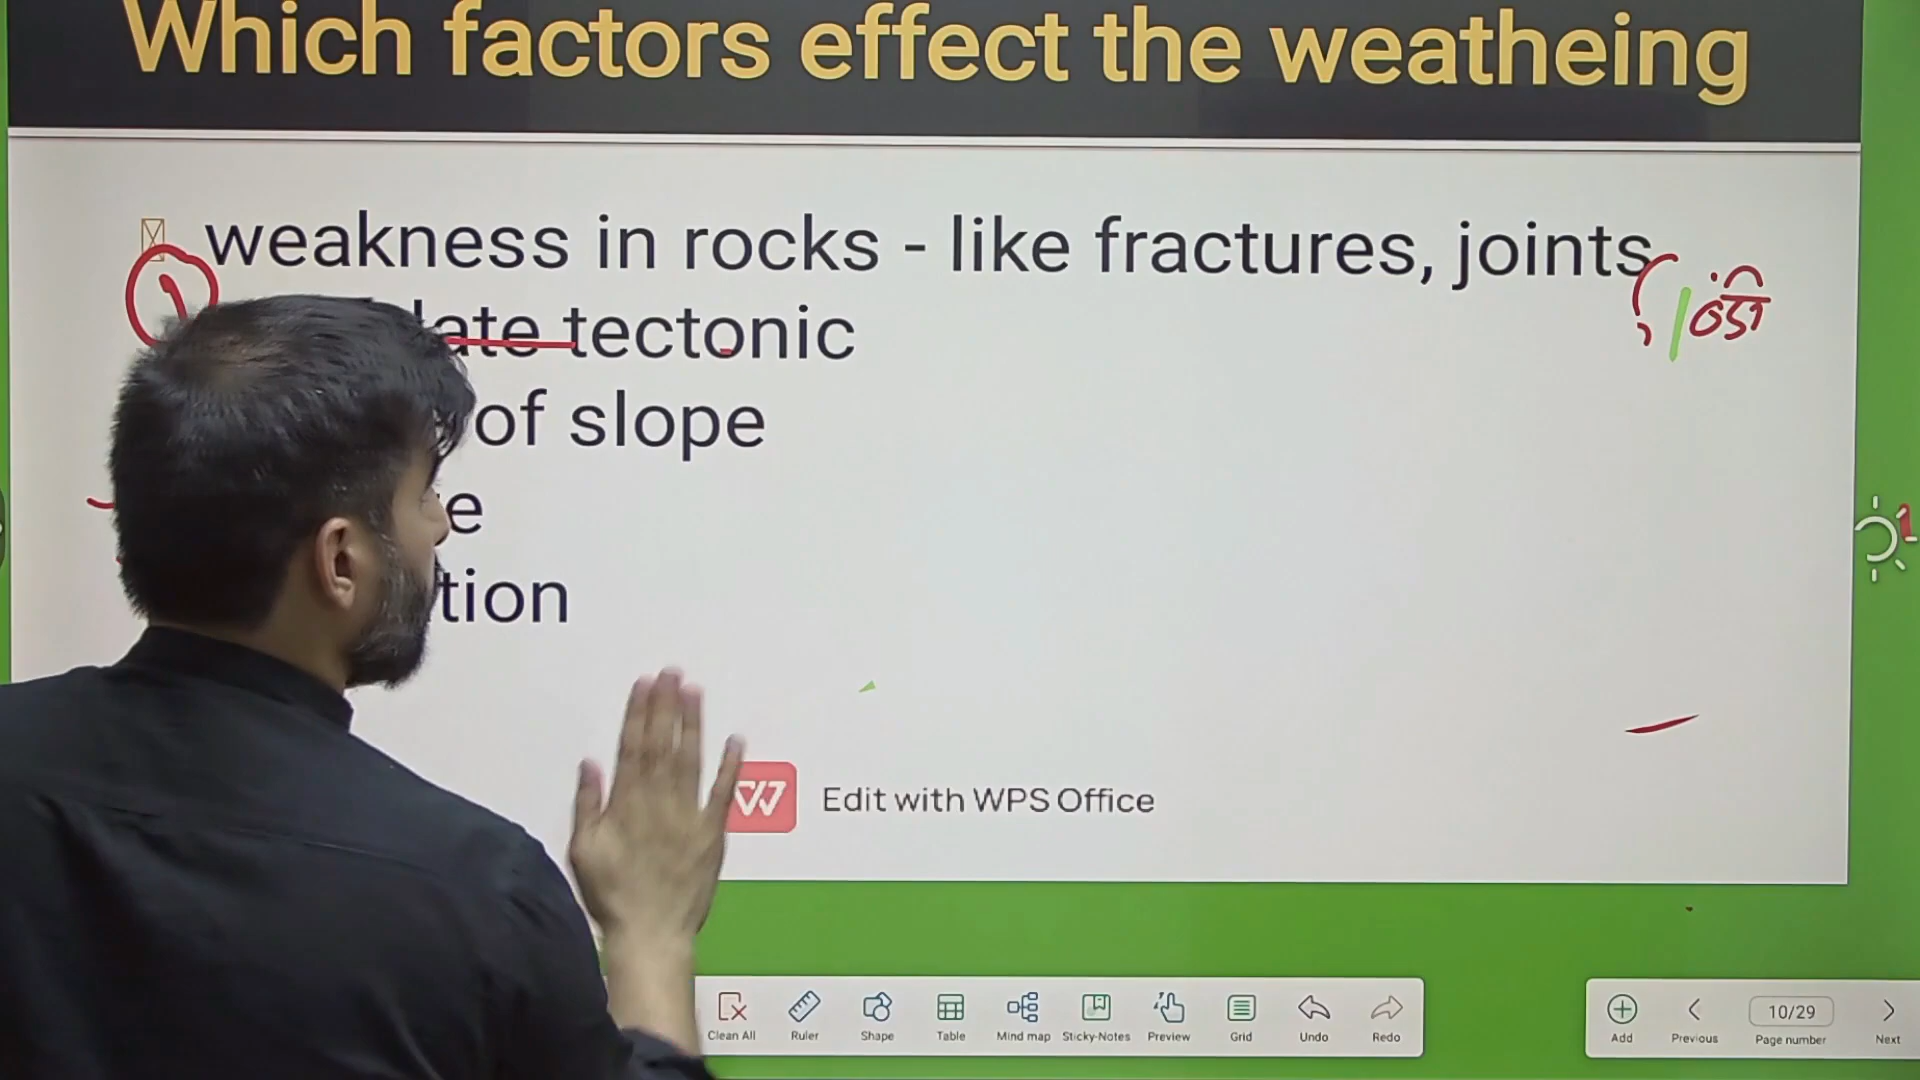 Which factors effect the weatheing
weakness in rocks - like fractures, joints
tectonic
of slope
Edit with WPS Office
Clean All
Ruler
Shape
Table
Mind map
Sticky-Notes
Preview
Grid
Undo
Redo
Add
Previous
10/29
Page number
Next